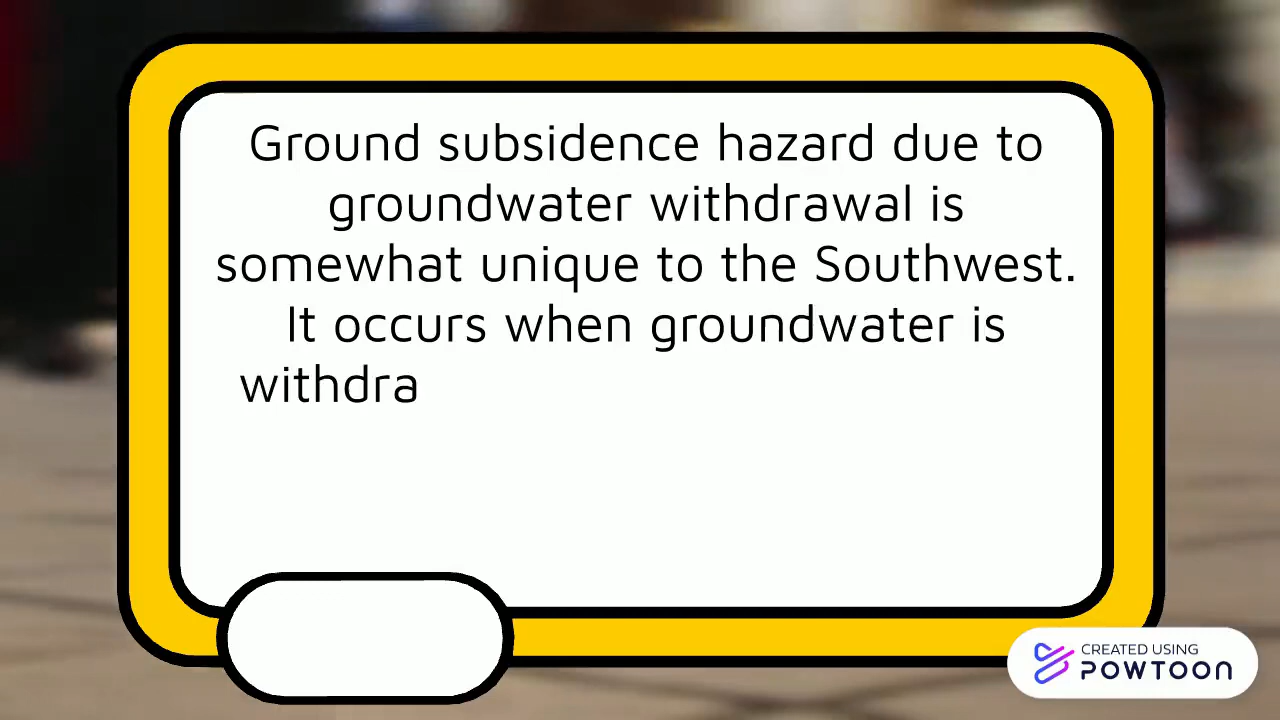 Ground subsidence hazard due to
groundwater withdrawal is
somewhat unique to the Southwest.
It occurs when groundwater is
withdra
CREATED USING
POWTOON